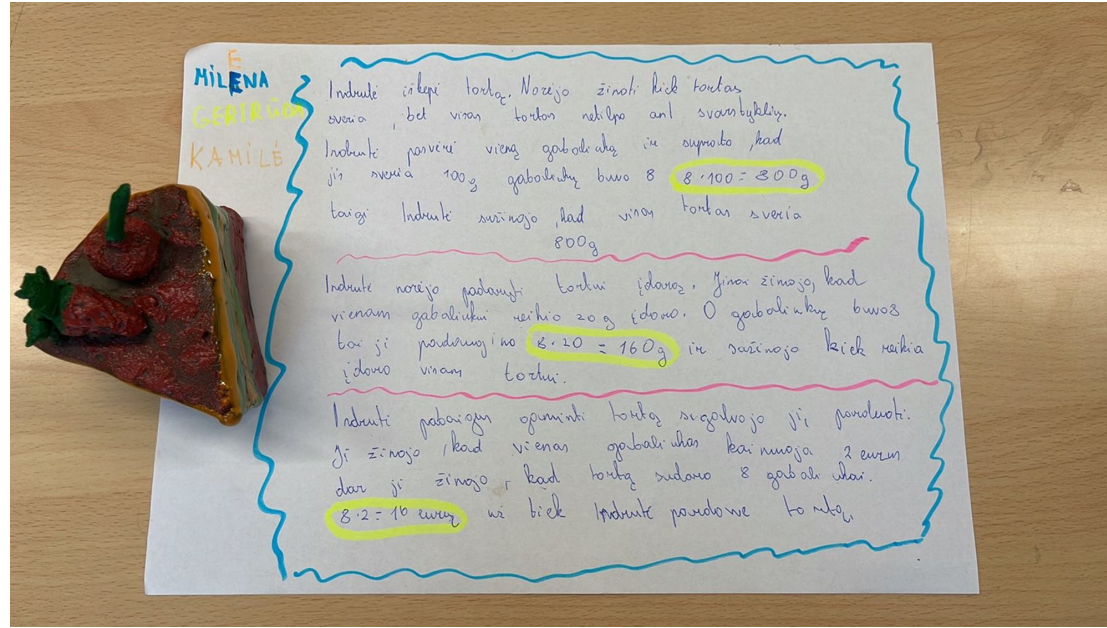 E
MILENA
GERTRŪDA
KAMILĖ
Indrutė iškepė tortą. Norėjo žinoti kiek tortas
sveria, bet visas tortas netilpo ant svarstyklių.
Indrutė pasvėrė vieną gabaliuką ir suprato, kad
jis sveria 100g gabaliukų buvo 8 8·100=800g
taigi Indrutė sužinojo, kad visas tortas sveria
800g
Indrutė norėjo padaryti tortui įdarą. Jinai žinojo, kad
vienam gabaliukui reikia 20 g įdaro. O gabaliukų buvo8
tai ji padaugino 8·20=160g ir sužinojo kiek reikia
įdaro visam tortui.
Indrutė pabaigus gaminti tortą sugalvojo jį parduoti.
Ji žinojo, kad vienas gabaliukas kainuoja 2 eurus
dar ji žinojo, kad tortą sudaro 8 gabaliukai.
8·2=16 eurų už tiek Indrutė pardavė tortą.